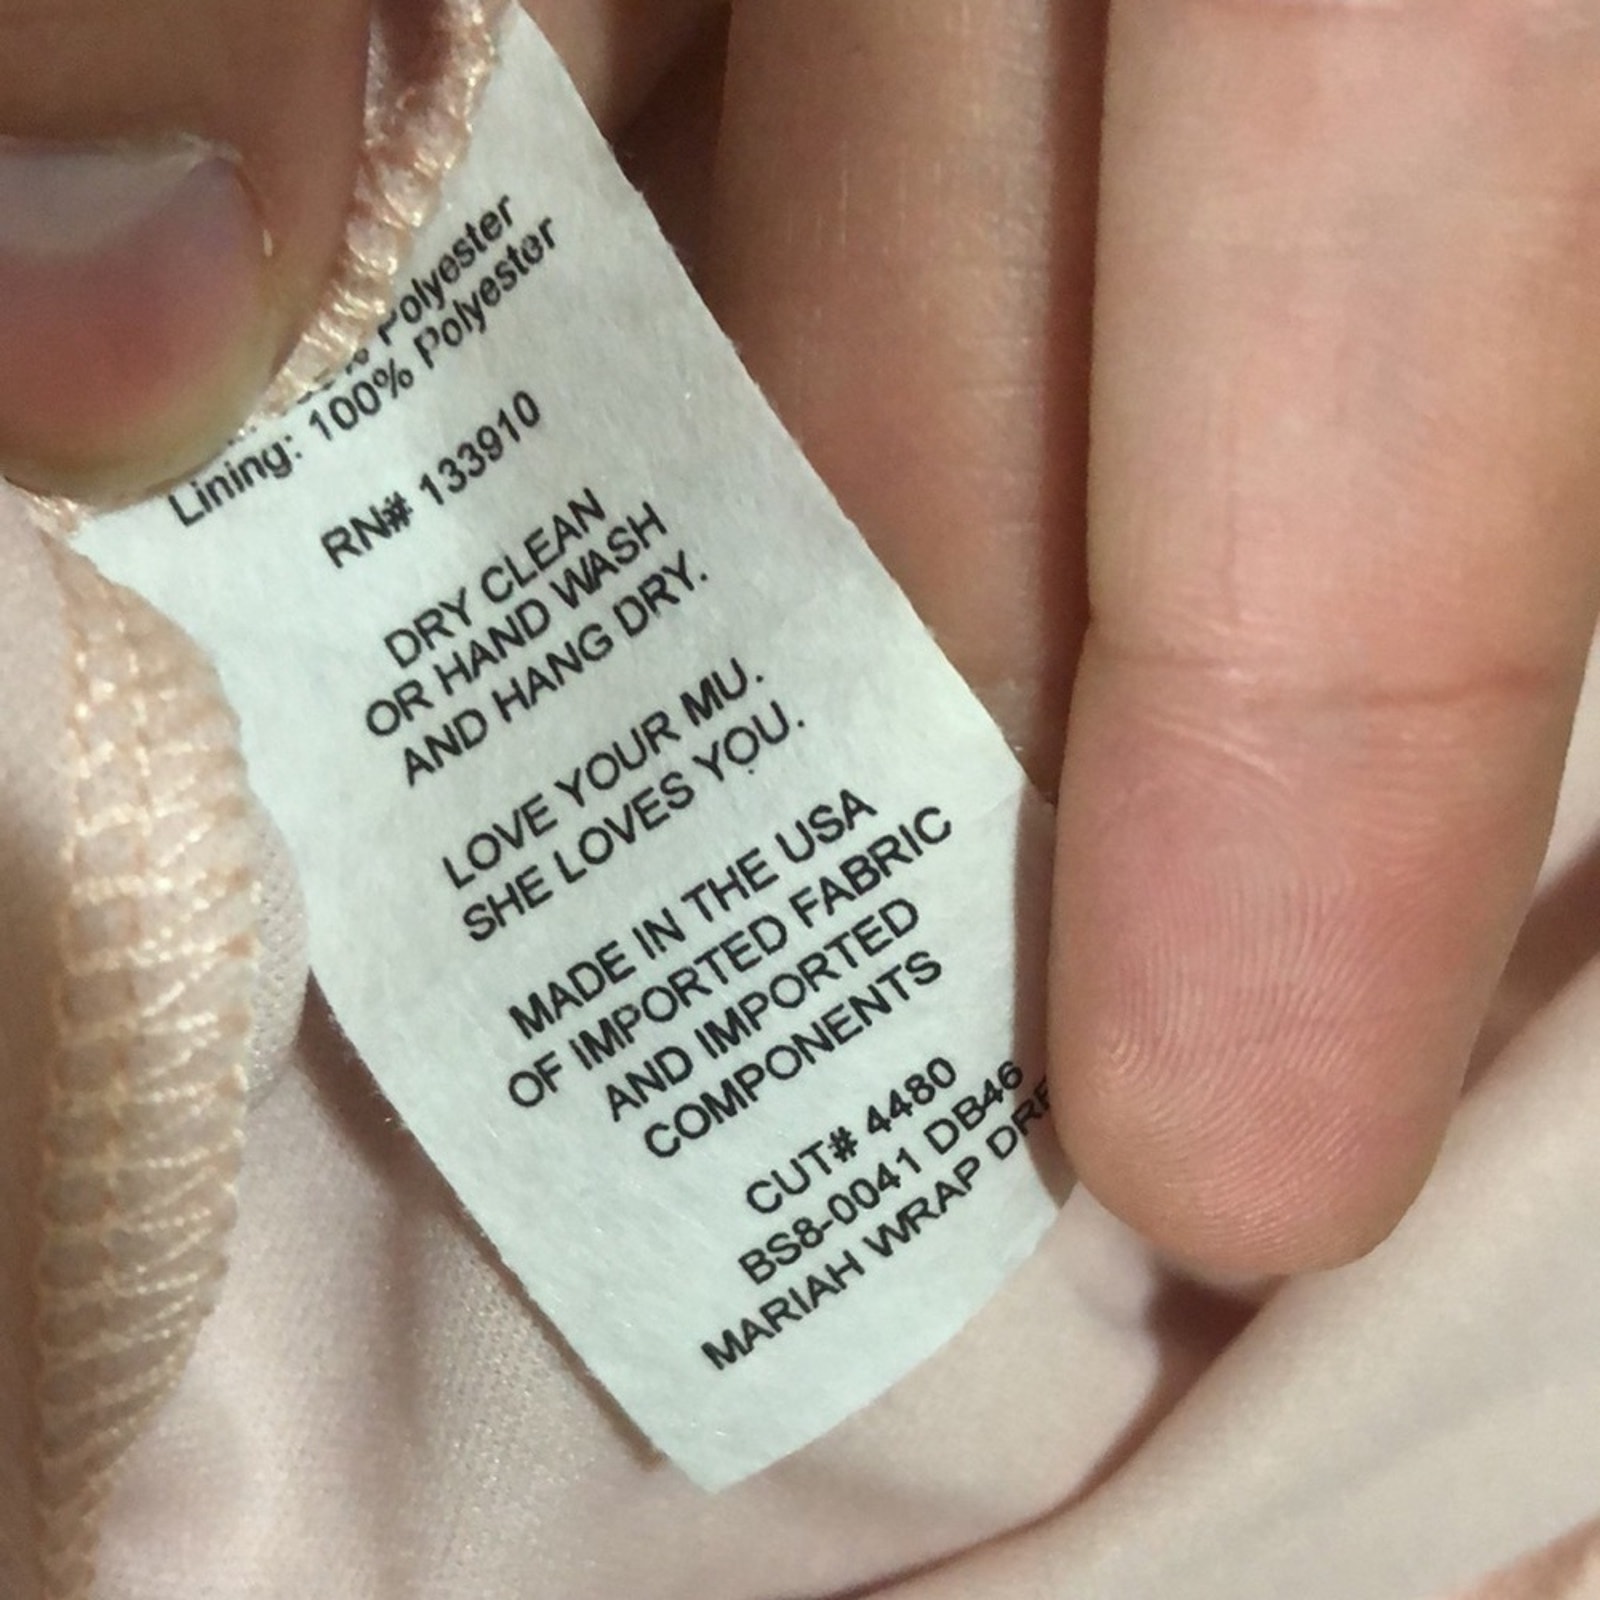 Polyester
Lining: 100% Polyester
RN# 133910
DRY CLEAN
OR HAND WASH
AND HANG DRY.
LOVE YOUR MU.
SHE LOVES YOU.
MADE IN THE USA
OF IMPORTED FABRIC
AND IMPORTED
COMPONENTS
CUT# 4480
BS8-0041 DB46
MARIAH WRAP